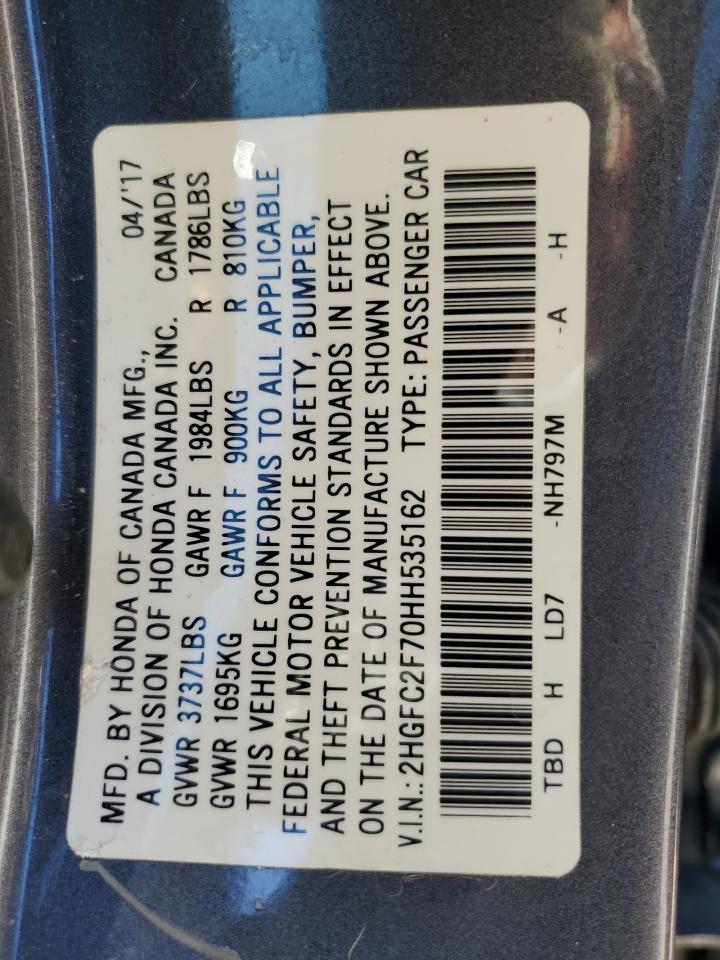 MFD. BY HONDA OF CANADA MFG., 04/'17
A DIVISION OF HONDA CANADA INC. CANADA
GVWR 3737LBS GAWR F 1984LBS R 1786LBS
GVWR 1695KG GAWR F 900KG R 810KG
THIS VEHICLE CONFORMS TO ALL APPLICABLE
FEDERAL MOTOR VEHICLE SAFETY, BUMPER,
AND THEFT PREVENTION STANDARDS IN EFFECT
ON THE DATE OF MANUFACTURE SHOWN ABOVE.
V.I.N.: 2HGFC2F70HH535162 TYPE: PASSENGER CAR
TBD H LD7 -NH797M -A -H